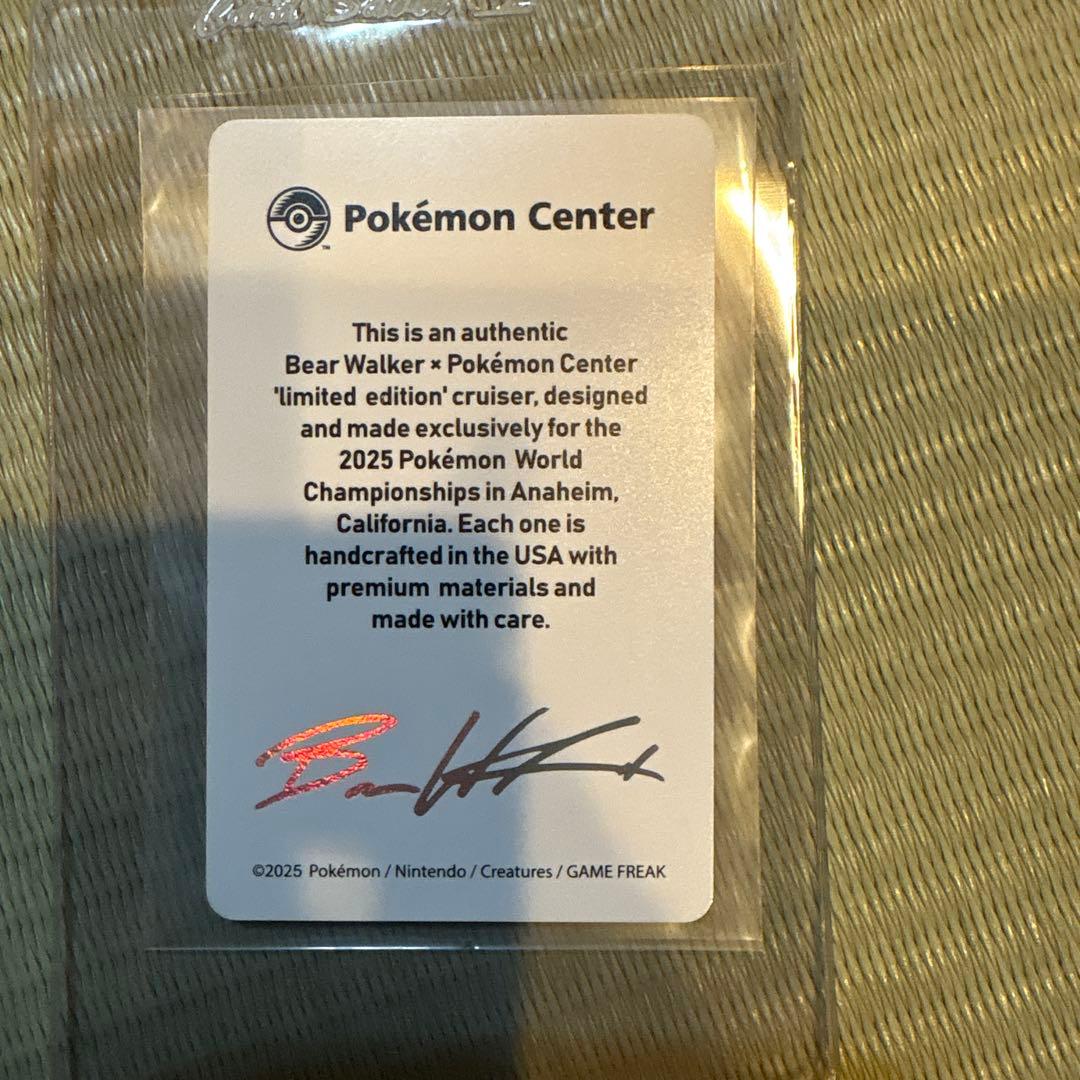 Pokémon Center
This is an authentic
Bear Walker × Pokémon Center
'limited edition' cruiser, designed
and made exclusively for the
2025 Pokémon World
Championships in Anaheim,
California. Each one is
handcrafted in the USA with
premium materials and
made with care.
©2025 Pokémon / Nintendo / Creatures / GAME FREAK